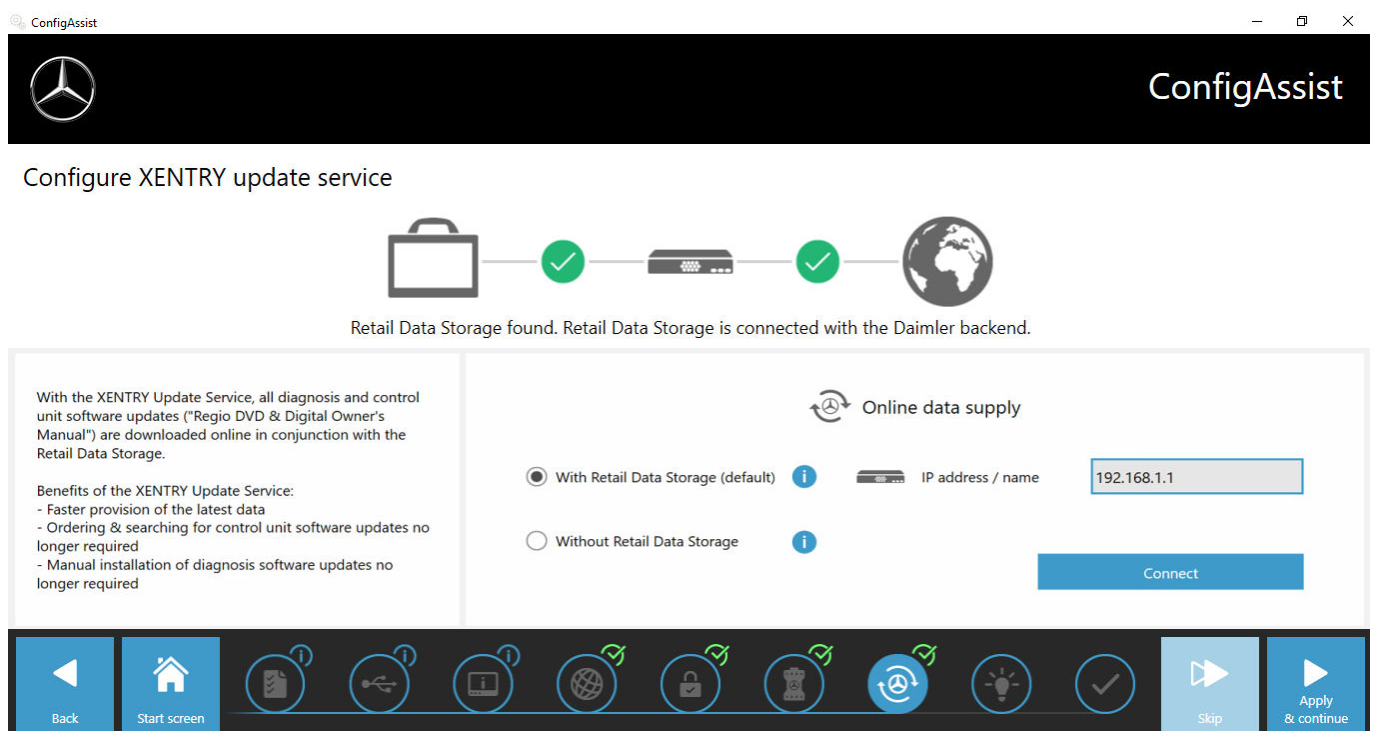 ConfigAssist
ConfigAssist
Configure XENTRY update service
Retail Data Storage found. Retail Data Storage is connected with the Daimler backend.
With the XENTRY Update Service, all diagnosis and control
unit software updates ("Regio DVD & Digital Owner's
Manual") are downloaded online in conjunction with the
Retail Data Storage.
Benefits of the XENTRY Update Service:
- Faster provision of the latest data
- Ordering & searching for control unit software updates no
longer required
- Manual installation of diagnosis software updates no
longer required
Online data supply
With Retail Data Storage (default)
IP address / name
192.168.1.1
Without Retail Data Storage
Connect
Back
Start screen
Skip
Apply
& continue